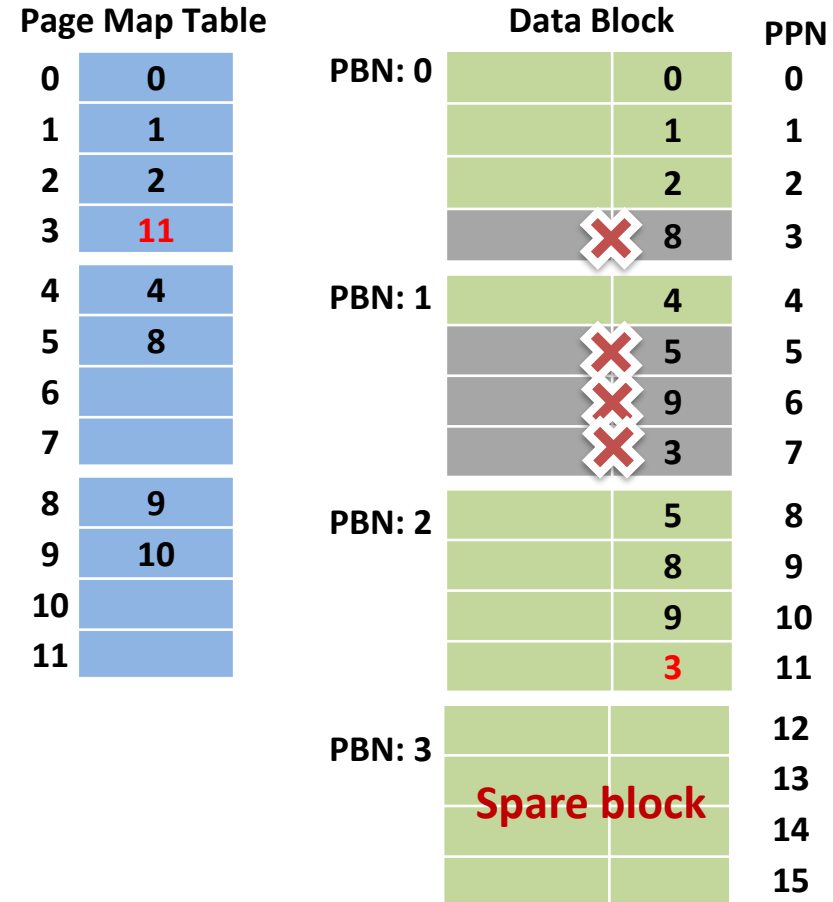 Page Map Table Data Block PPN
0 0 PBN: 0 0 0
1 1 1 1
2 2 2 2
3 11 8 3
4 4 PBN: 1 4 4
5 8 5 5
6 9 6
7 3 7
8 9 PBN: 2 5 8
9 10 8 9
10 9 10
11 3 11
PBN: 3 12
13
Spare block
14
15